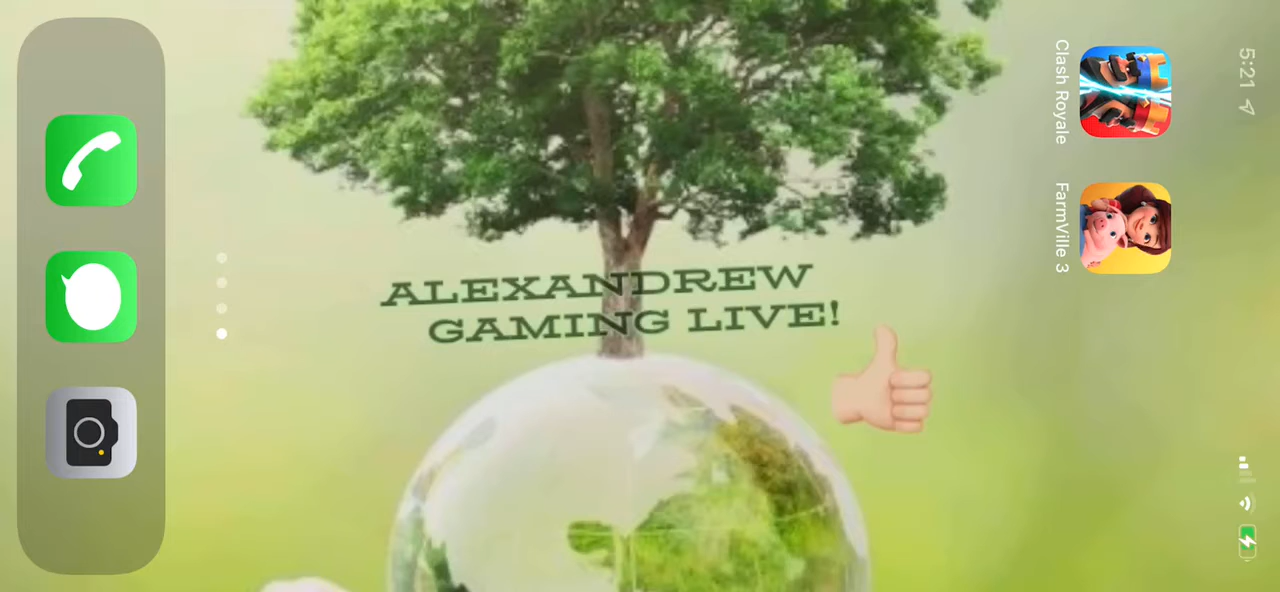 5:21
Clash Royale
FarmVille 3
ALEXANDREW
GAMING LIVE!